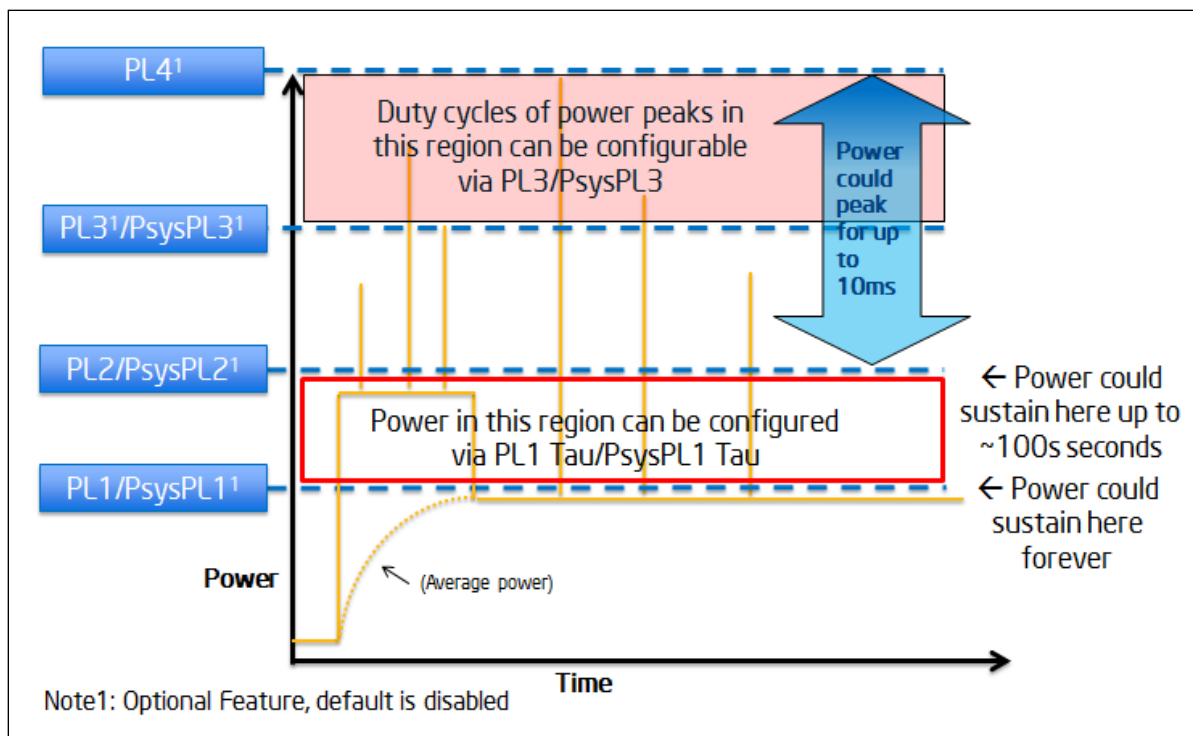 PL4¹
Duty cycles of power peaks in
this region can be configurable
via PL3/PsysPL3
Power
could
peak
for up
to
10ms
PL3¹/PsysPL3¹
PL2/PsysPL2¹
← Power could
sustain here up to
~100s seconds
Power in this region can be configured
via PL1 Tau/PsysPL1 Tau
PL1/PsysPL1¹
← Power could
sustain here
forever
Power
(Average power)
Time
Note1: Optional Feature, default is disabled